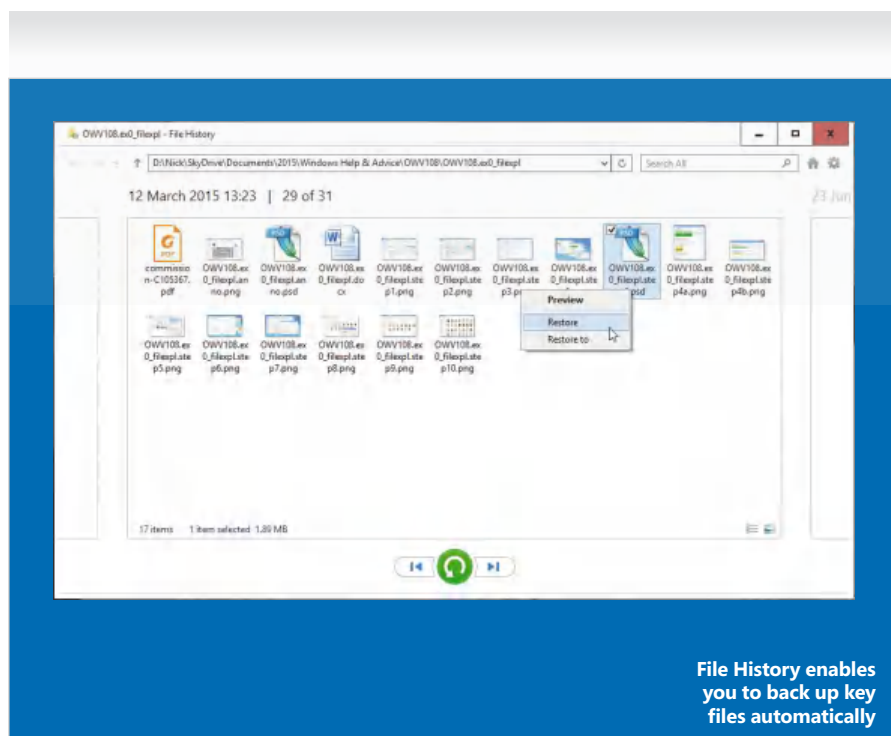 OWV108.ex0_filexpl - File History
D:\Nick\SkyDrive\Documents\2015\Windows Help & Advice\OWV108\OWV108.ex0_filexpl
Search All
12 March 2015 13:23 | 29 of 31
23 Jun
commissio
n-C105367.
pdf
OWV108.ex
0_filexpl.an
no.png
OWV108.ex
0_filexpl.an
no.psd
OWV108.ex
0_filexpl.do
cx
OWV108.ex
0_filexpl.ste
p1.png
OWV108.ex
0_filexpl.ste
p2.png
OWV108.ex
0_filexpl.ste
OWV108.ex
0_filexpl.ste
OWV108.ex
0_filexpl.ste
psd
OWV108.ex
0_filexpl.ste
p4a.png
OWV108.ex
0_filexpl.ste
p4b.png
Preview
Restore
Restore to
OWV108.ex
0_filexpl.ste
p5.png
OWV108.ex
0_filexpl.ste
p6.png
OWV108.ex
0_filexpl.ste
p7.png
OWV108.ex
0_filexpl.ste
p8.png
OWV108.ex
0_filexpl.ste
p9.png
OWV108.ex
0_filexpl.ste
p10.png
17 items 1 item selected 1.89 MB
File History enables
you to back up key
files automatically